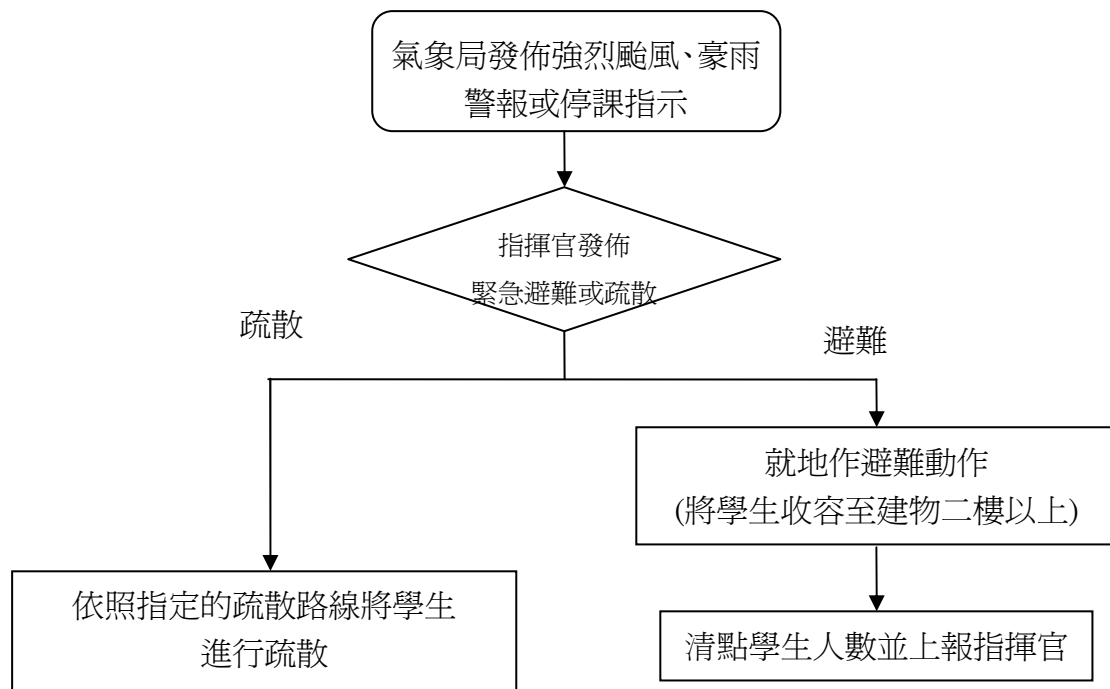 氣象局發佈強烈颱風、豪雨
警報或停課指示
指揮官發佈
緊急避難或疏散
疏散
避難
就地作避難動作
(將學生收容至建物二樓以上)
依照指定的疏散路線將學生
進行疏散
清點學生人數並上報指揮官